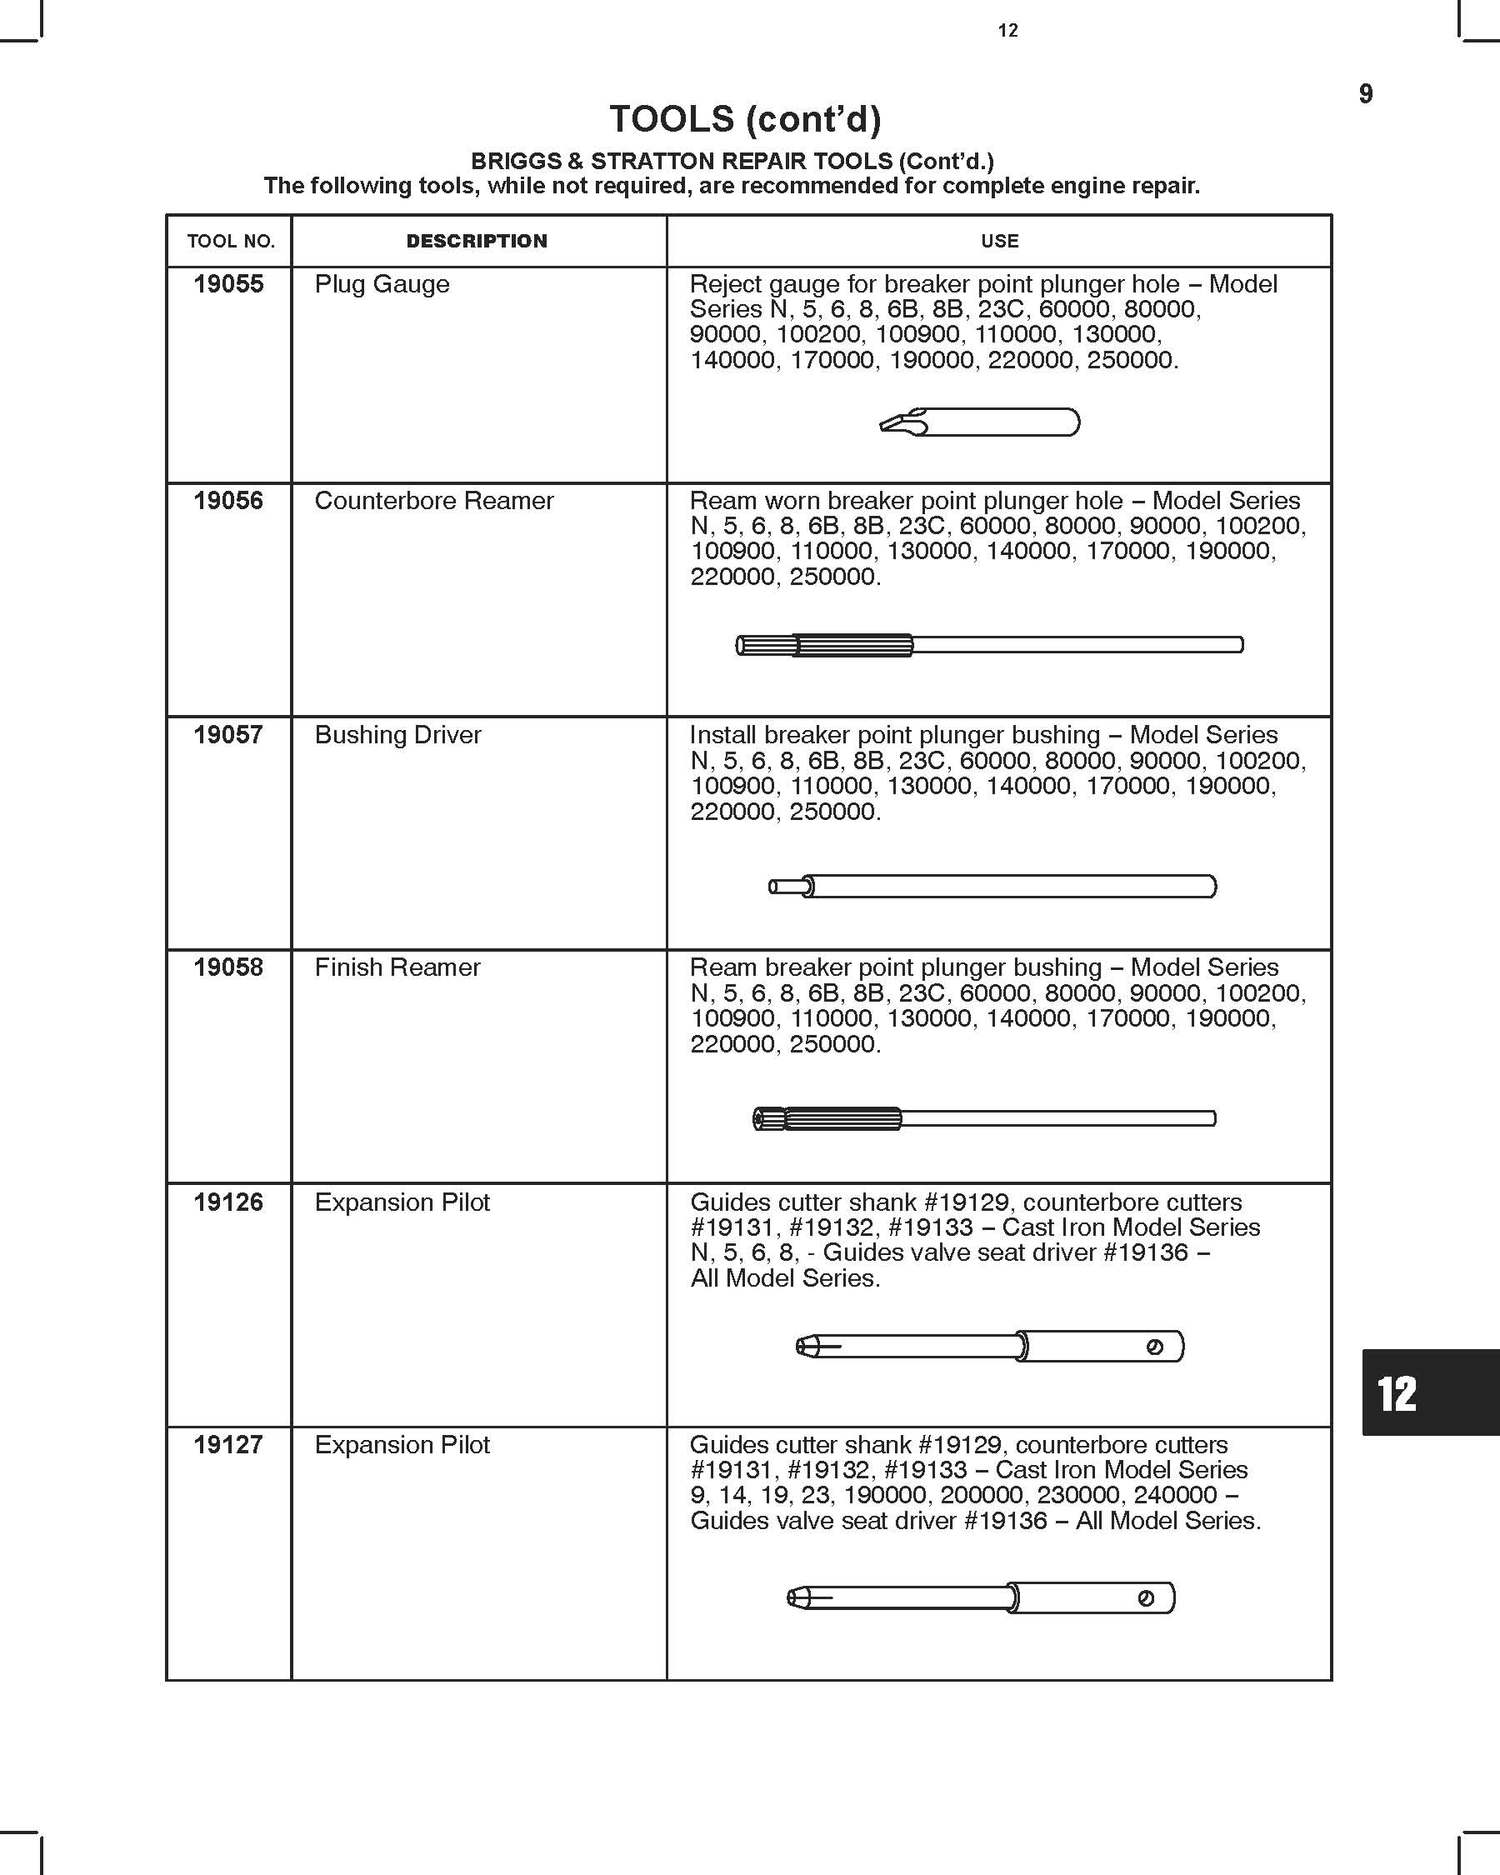 12
9
TOOLS (cont’d)
BRIGGS & STRATTON REPAIR TOOLS (Cont’d.)
The following tools, while not required, are recommended for complete engine repair.
TOOL NO. DESCRIPTION USE
19055 Plug Gauge Reject gauge for breaker point plunger hole – Model
Series N, 5, 6, 8, 6B, 8B, 23C, 60000, 80000,
90000, 100200, 100900, 110000, 130000,
140000, 170000, 190000, 220000, 250000.
19056 Counterbore Reamer Ream worn breaker point plunger hole – Model Series
N, 5, 6, 8, 6B, 8B, 23C, 60000, 80000, 90000, 100200,
100900, 110000, 130000, 140000, 170000, 190000,
220000, 250000.
19057 Bushing Driver Install breaker point plunger bushing – Model Series
N, 5, 6, 8, 6B, 8B, 23C, 60000, 80000, 90000, 100200,
100900, 110000, 130000, 140000, 170000, 190000,
220000, 250000.
19058 Finish Reamer Ream breaker point plunger bushing – Model Series
N, 5, 6, 8, 6B, 8B, 23C, 60000, 80000, 90000, 100200,
100900, 110000, 130000, 140000, 170000, 190000,
220000, 250000.
19126 Expansion Pilot Guides cutter shank #19129, counterbore cutters
#19131, #19132, #19133 – Cast Iron Model Series
N, 5, 6, 8, - Guides valve seat driver #19136 –
All Model Series.
12
19127 Expansion Pilot Guides cutter shank #19129, counterbore cutters
#19131, #19132, #19133 – Cast Iron Model Series
9, 14, 19, 23, 190000, 200000, 230000, 240000 –
Guides valve seat driver #19136 – All Model Series.